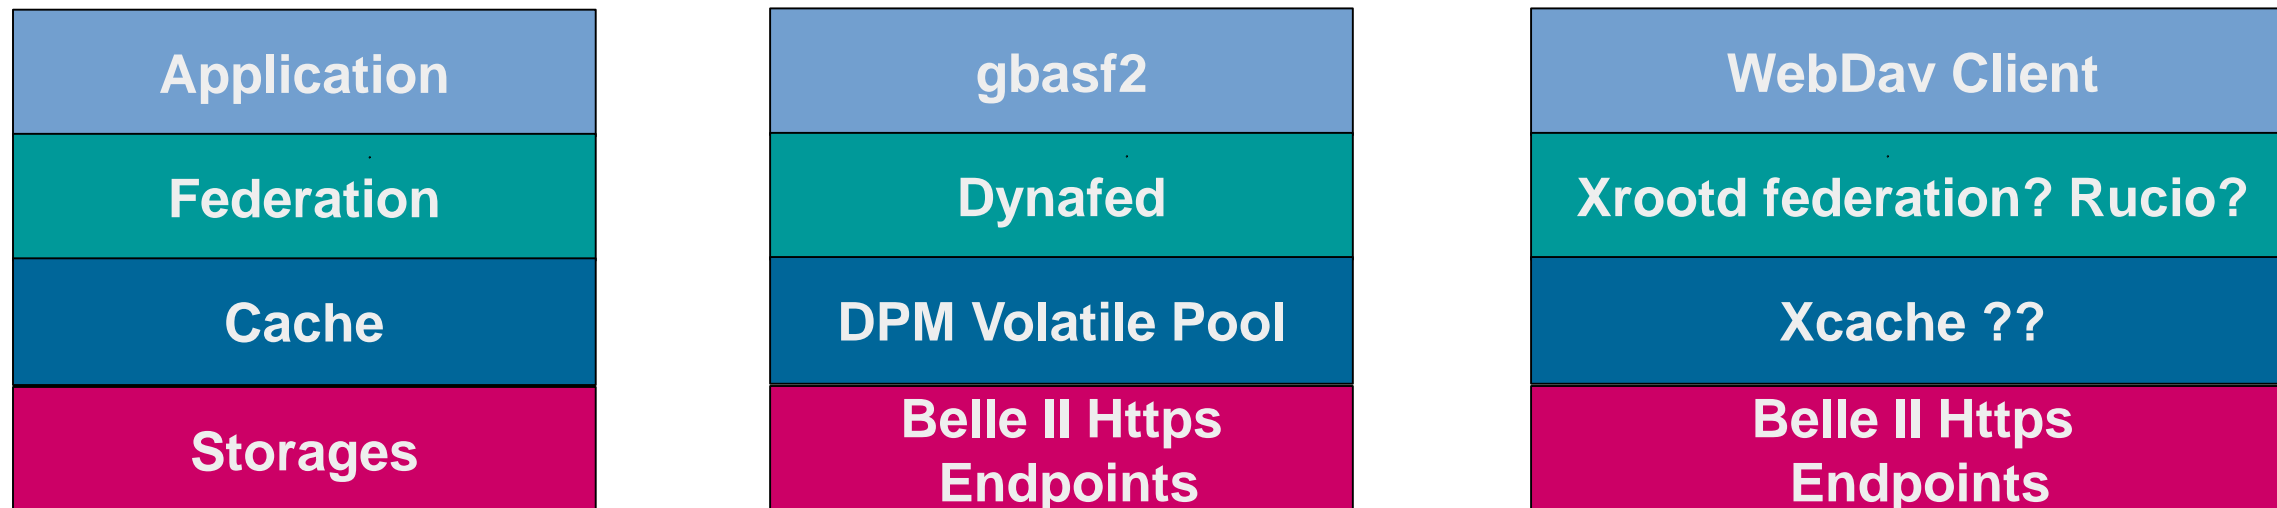 Application
Federation
Cache
Storages
gbasf2
Dynafed
DPM Volatile Pool
Belle II Https
Endpoints
WebDav Client
Xrootd federation? Rucio?
Xcache ??
Belle II Https
Endpoints